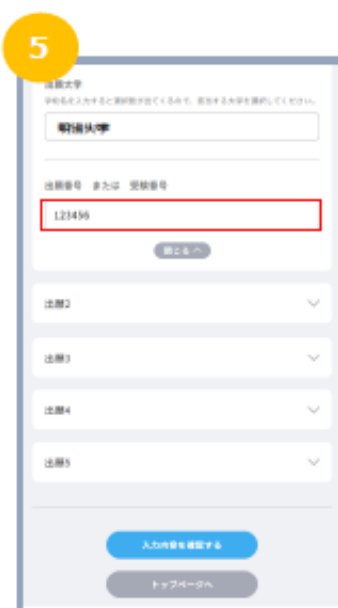 5
出願大学
学校名を入力すると選択肢が出てくるので、該当する大学を選択してください。
明治大学
出願番号 または 受験番号
123456
閉じる
出願2
出願3
出願4
出願5
入力内容を確認する
トップページへ